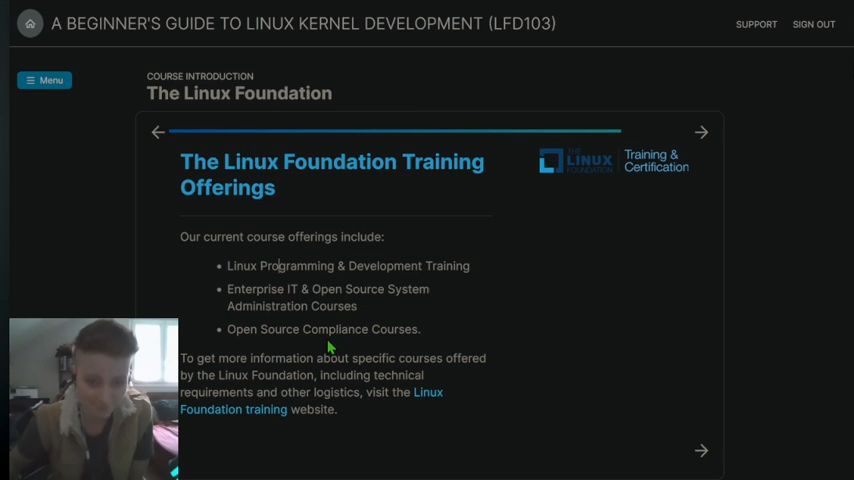 A BEGINNER'S GUIDE TO LINUX KERNEL DEVELOPMENT (LFD103)
SUPPORT
SIGN OUT
Menu
COURSE INTRODUCTION
The Linux Foundation
The Linux Foundation Training
Offerings
THE
LINUX
FOUNDATION
Training &
Certification
Our current course offerings include:
• Linux Programming & Development Training
• Enterprise IT & Open Source System
Administration Courses
• Open Source Compliance Courses.
To get more information about specific courses offered
by the Linux Foundation, including technical
requirements and other logistics, visit the Linux
Foundation training website.